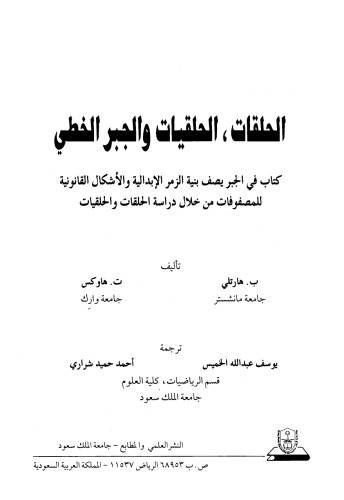 الحلقات، الحلقيات والجبر الخطي
كتاب في الجبر يصف بنية الزمر الإبدالية والأشكال القانونية
للمصفوفات من خلال دراسة الحلقات والحلقيات
تأليف
ب. هارتلي ت. هاوكس
جامعة مانشستر جامعة وارك
ترجمة
يوسف عبدالله الخميس أحمد حميد شراري
قسم الرياضيات، كلية العلوم
جامعة الملك سعود
النشر العلمي والمطابع - جامعة الملك سعود
ص.ب ٦٨٩٥٣ الرياض ١١٥٣٧ - المملكة العربية السعودية